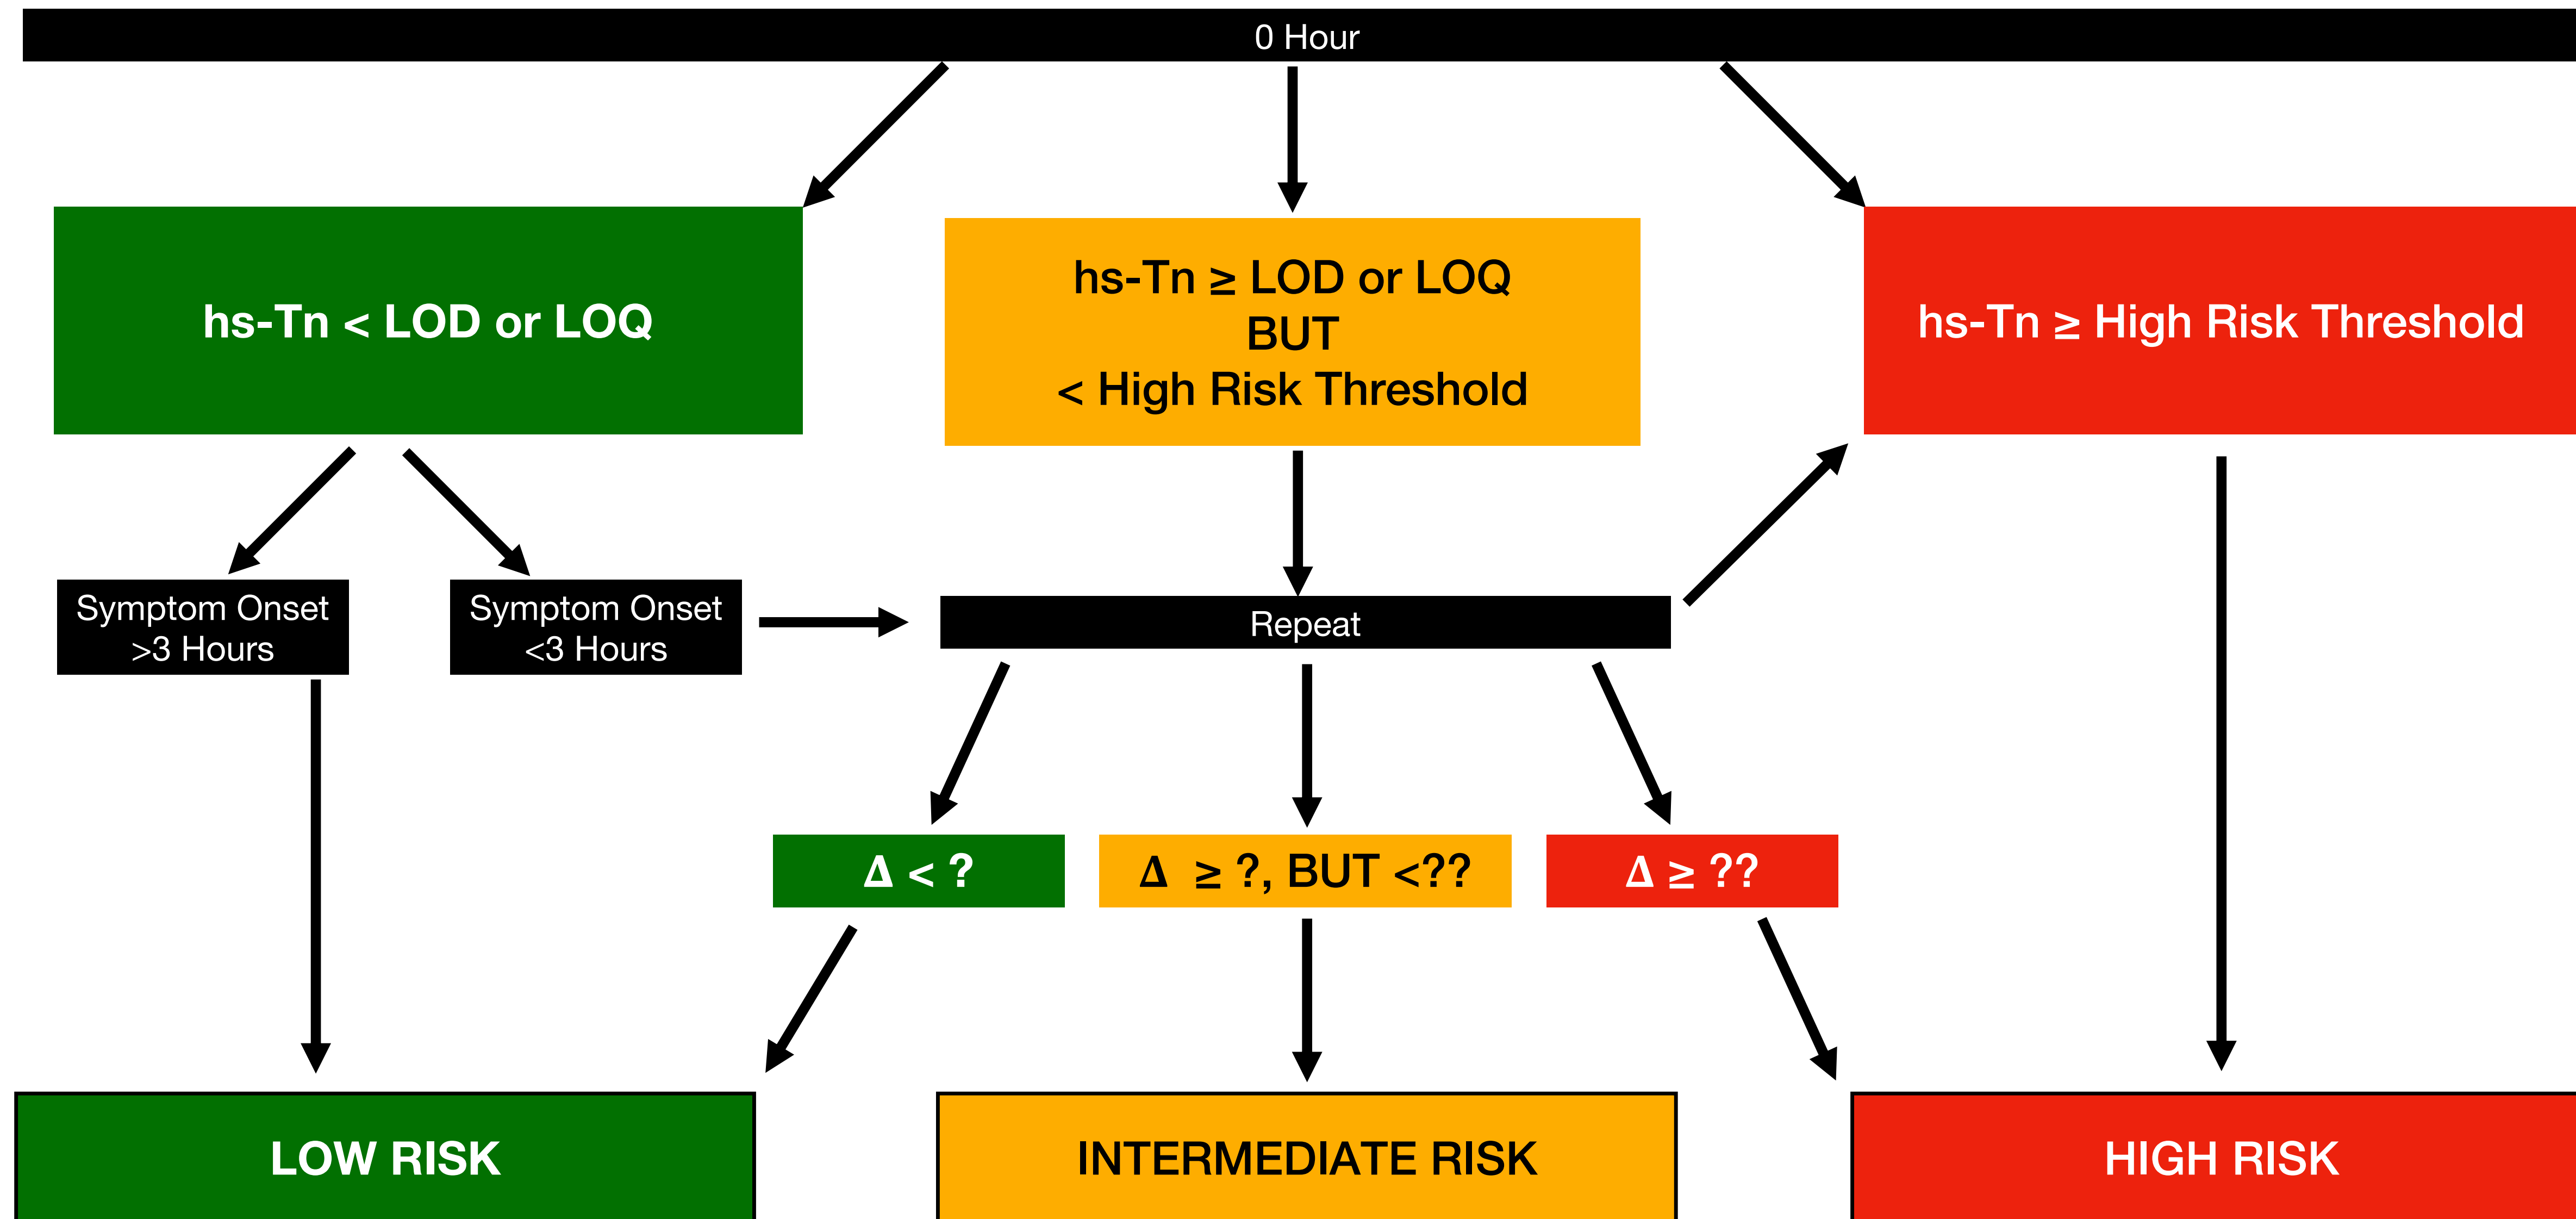 0 Hour
hs-Tn < LOD or LOQ
hs-Tn ≥ LOD or LOQ
BUT
< High Risk Threshold
hs-Tn ≥ High Risk Threshold
Symptom Onset
>3 Hours
Symptom Onset
<3 Hours
Repeat
Δ < ?
Δ ≥ ?, BUT <??
Δ ≥ ??
LOW RISK
INTERMEDIATE RISK
HIGH RISK